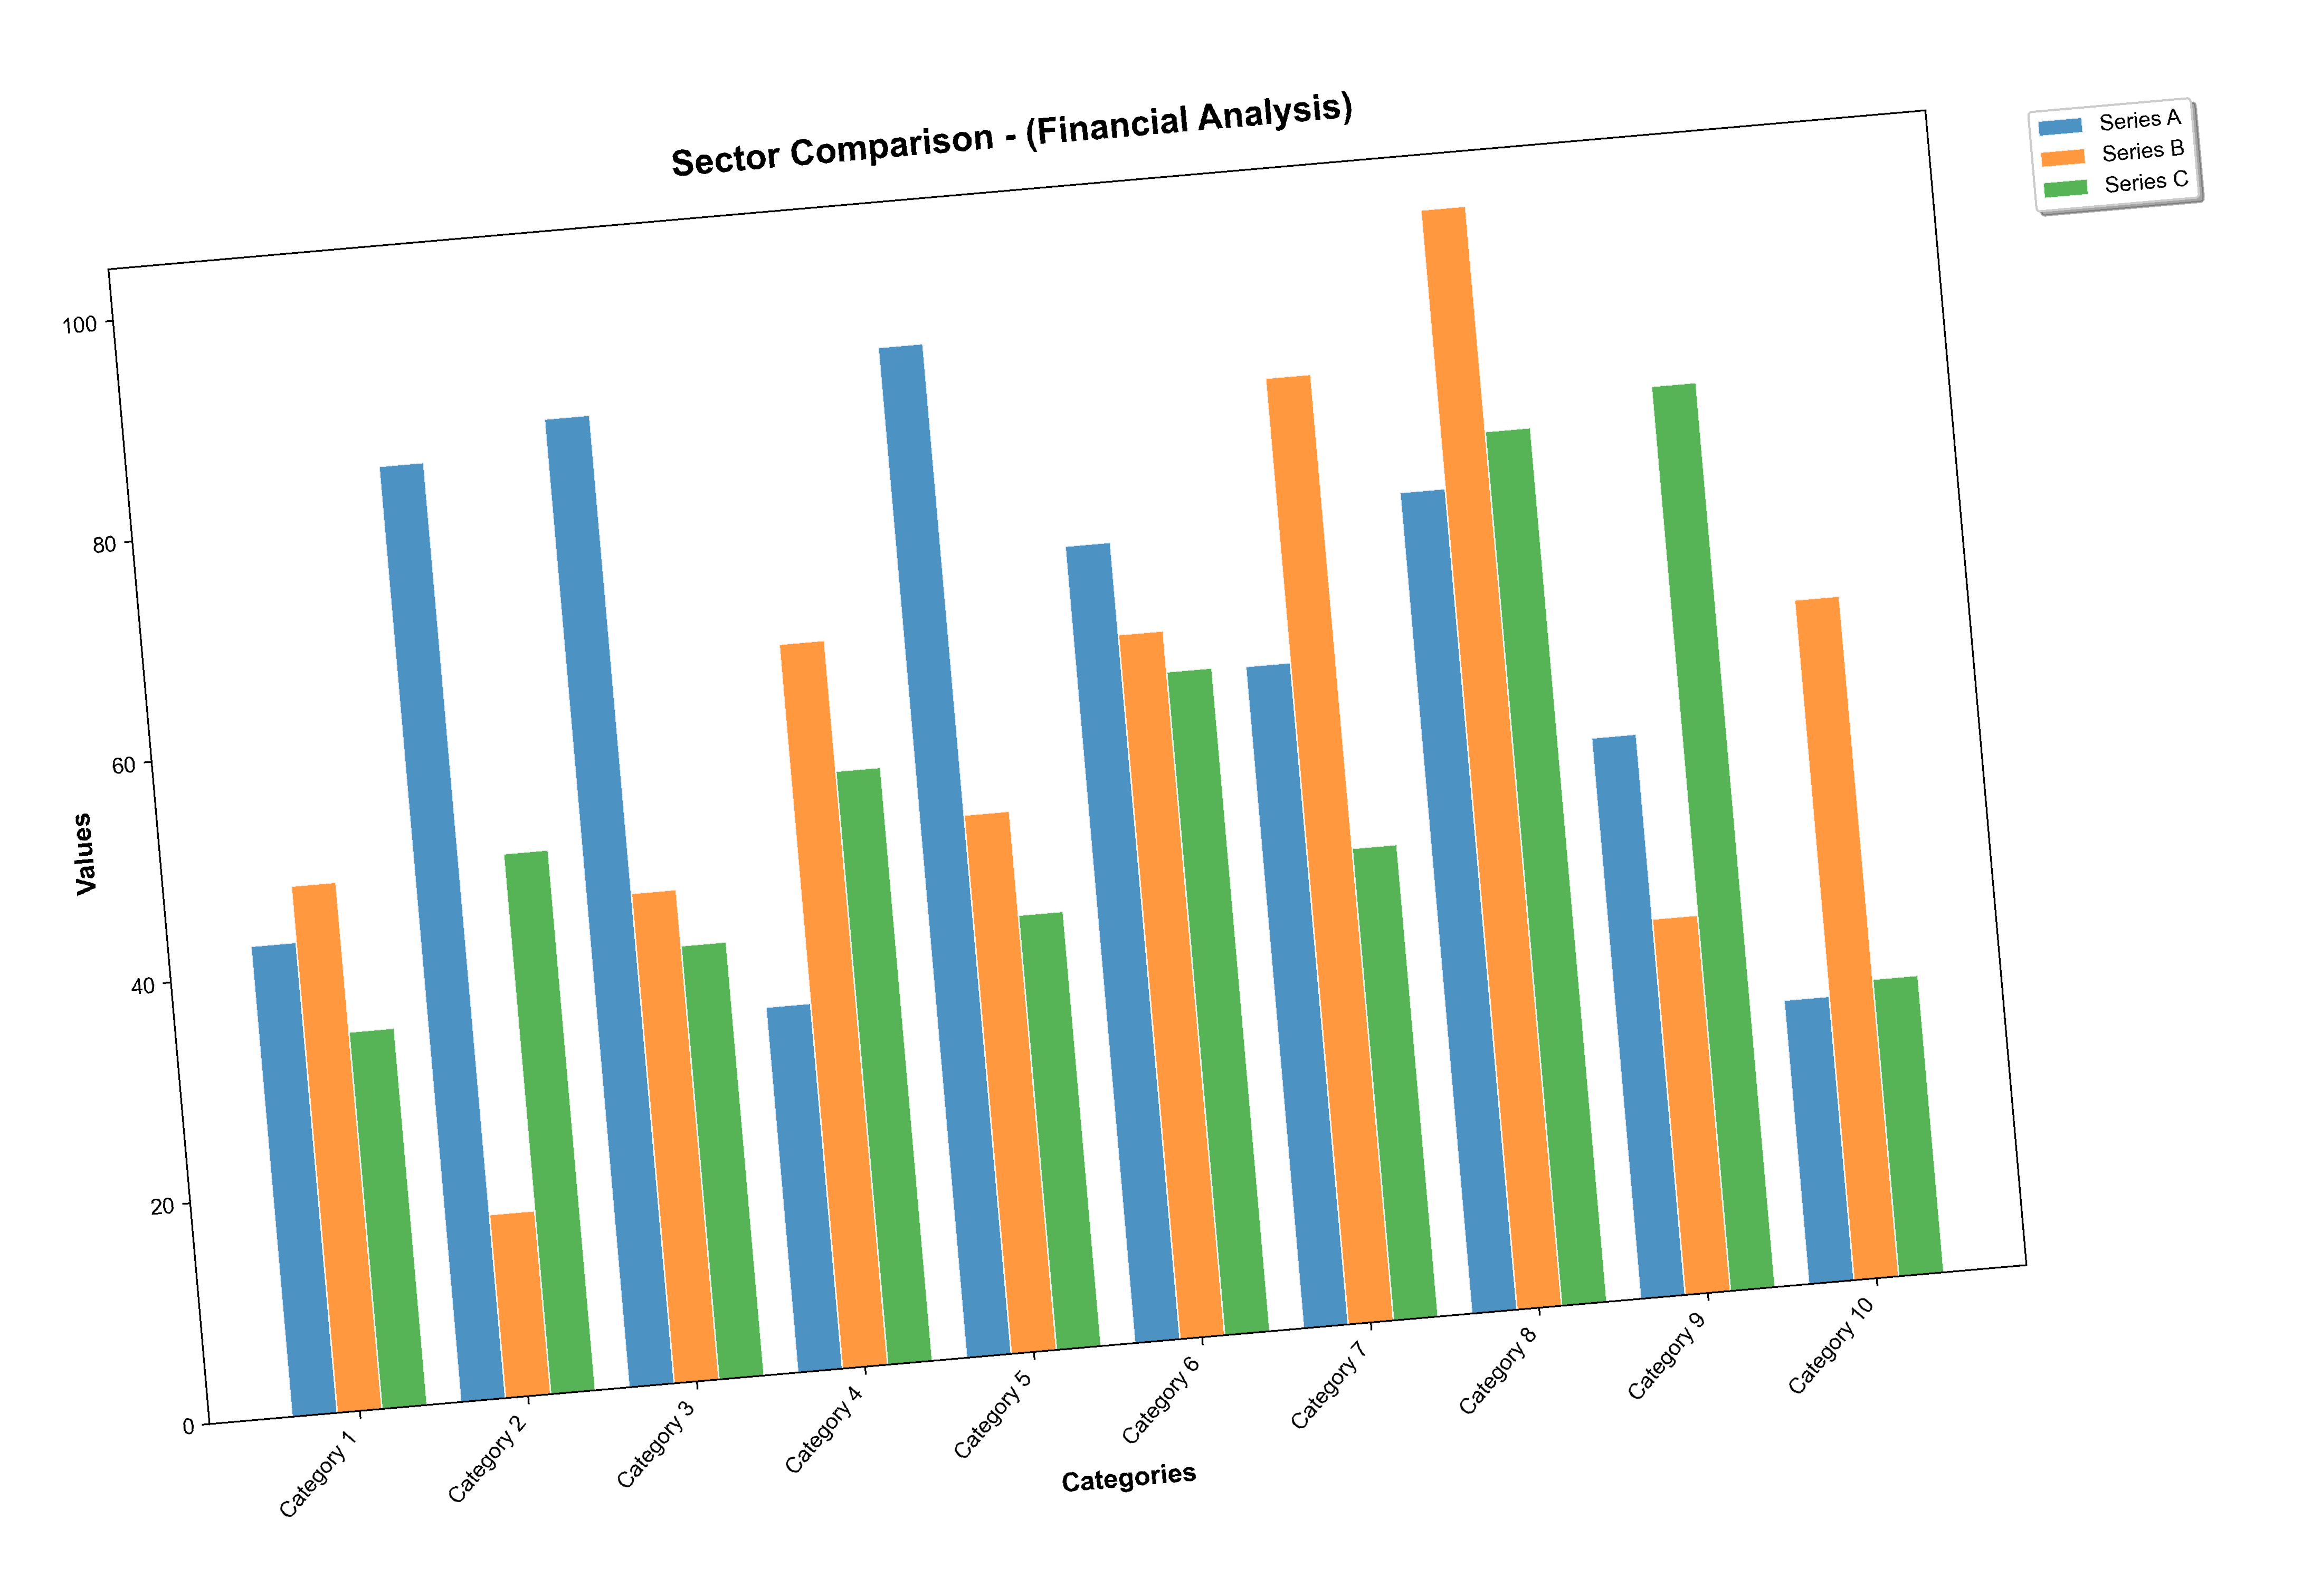 Sector Comparison - (Financial Analysis)
Series A
Series B
Series C
100
80
60
40
20
0
Values
Category 1
Category 2
Category 3
Category 4
Category 5
Category 6
Category 7
Category 8
Category 9
Category 10
Categories